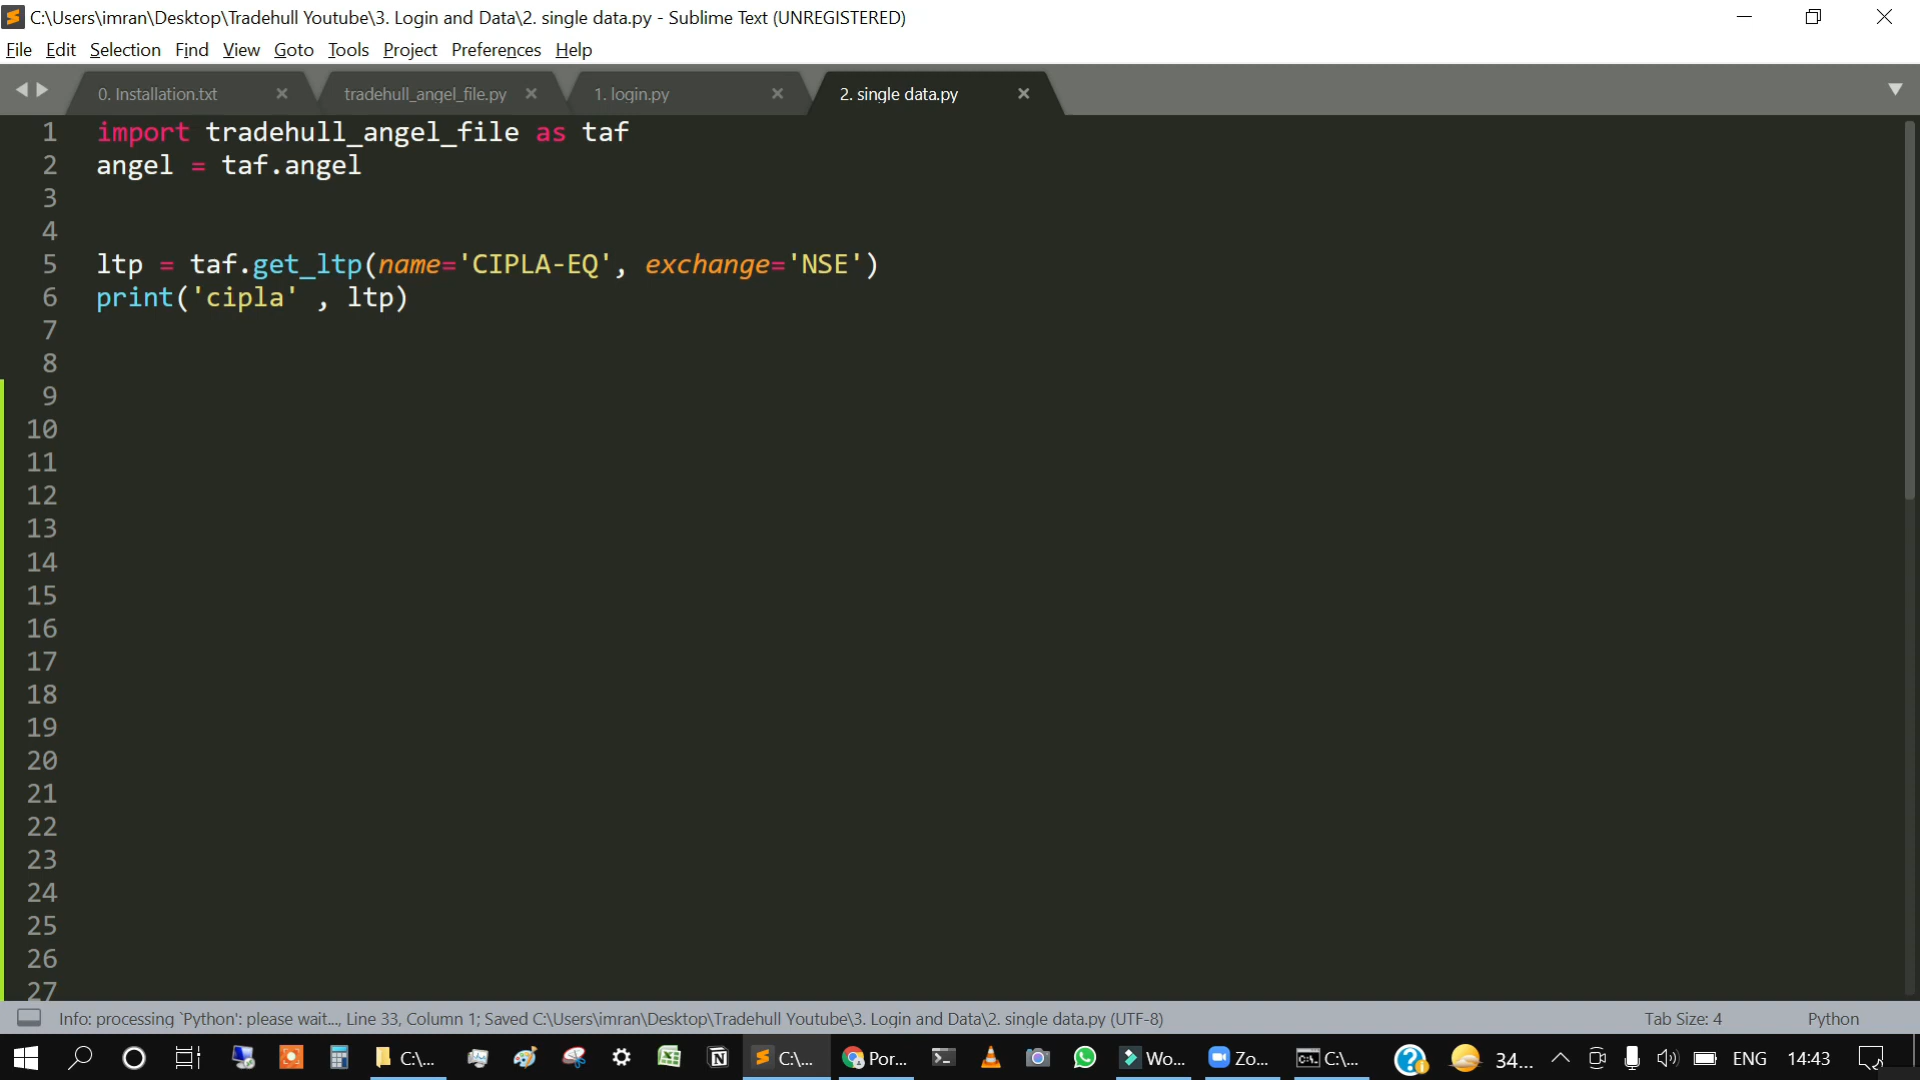 C:\Users\imran\Desktop\Tradehull Youtube\3. Login and Data\2. single data.py - Sublime Text (UNREGISTERED)
File Edit Selection Find View Goto Tools Project Preferences Help
0. Installation.txt tradehull_angel_file.py 1. login.py 2. single data.py
1 import tradehull_angel_file as taf
2 angel = taf.angel
3
4
5 ltp = taf.get_ltp(name='CIPLA-EQ', exchange='NSE')
6 print('cipla' , ltp)
7
8
9
10
11
12
13
14
15
16
17
18
19
20
21
22
23
24
25
26
27
Info: processing `Python': please wait..., Line 33, Column 1; Saved C:\Users\imran\Desktop\Tradehull Youtube\3. Login and Data\2. single data.py (UTF-8) Tab Size: 4 Python
C:\... C:\... Por... Wo... Zo... C:\... 34... ENG 14:43